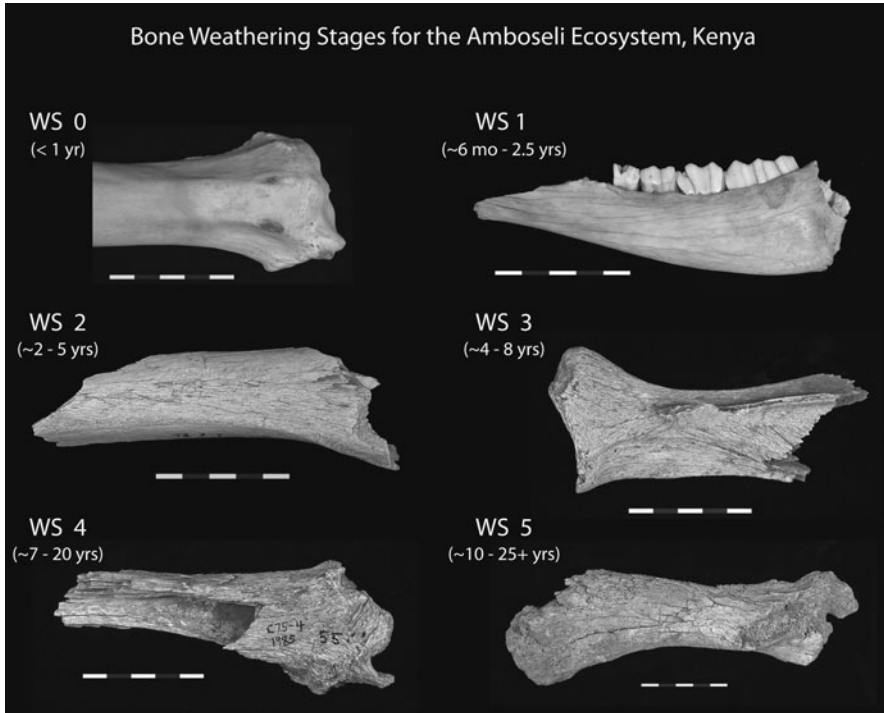 Bone Weathering Stages for the Amboseli Ecosystem, Kenya
WS 0
(< 1 yr)
WS 1
(~6 mo - 2.5 yrs)
WS 2
(~2 - 5 yrs)
WS 3
(~4 - 8 yrs)
WS 4
(~7 - 20 yrs)
C75-4
1985
55
WS 5
(~10 - 25+ yrs)